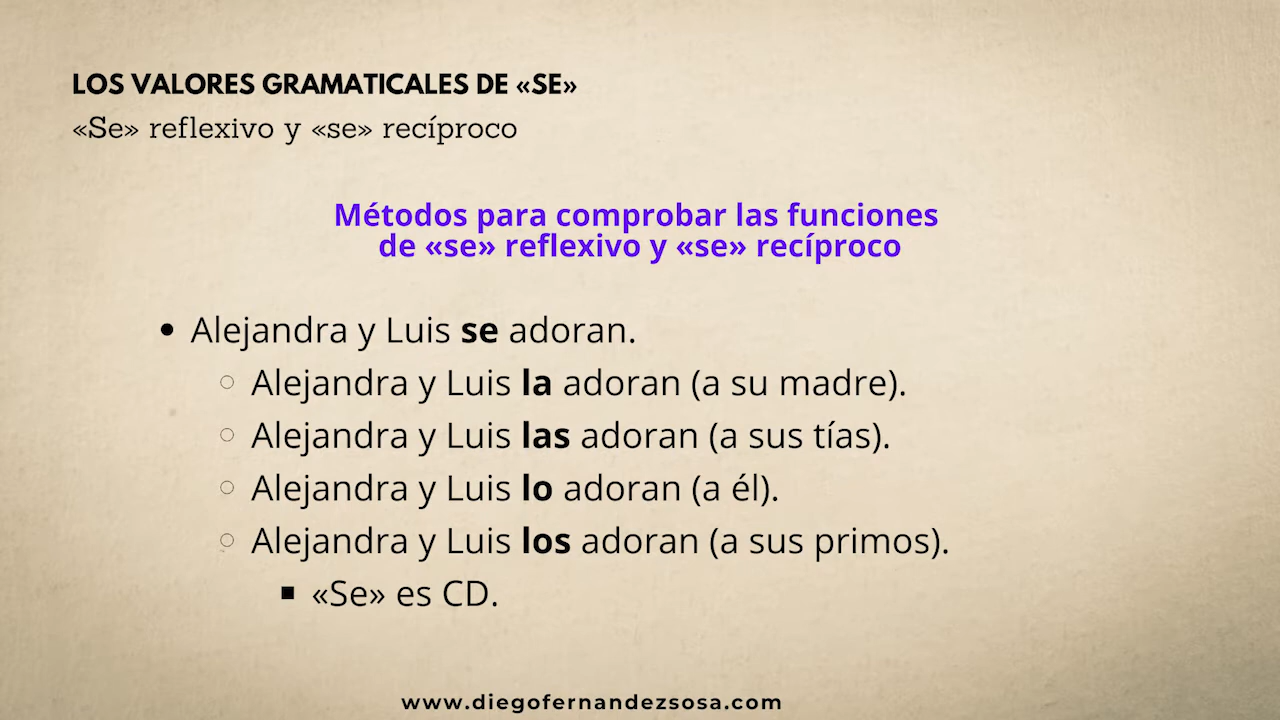 LOS VALORES GRAMATICALES DE «SE»
«Se» reflexivo y «se» recíproco
Métodos para comprobar las funciones
de «se» reflexivo y «se» recíproco
Alejandra y Luis se adoran.
Alejandra y Luis la adoran (a su madre).
Alejandra y Luis las adoran (a sus tías).
Alejandra y Luis lo adoran (a él).
Alejandra y Luis los adoran (a sus primos).
«Se» es CD.
www.diegofernandezsosa.com